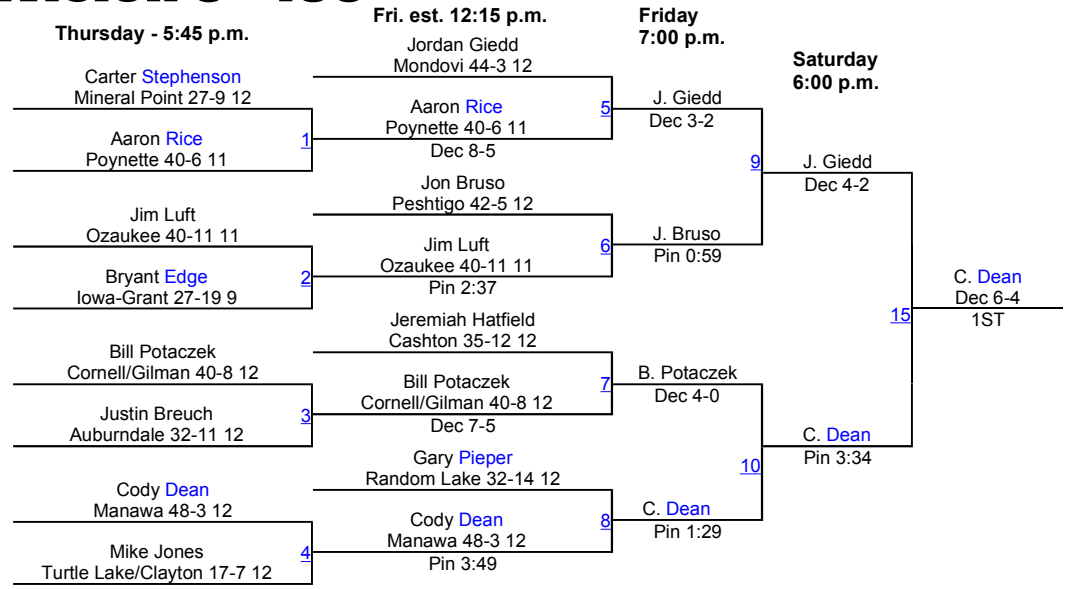 Thursday - 5:45 p.m.
Fri. est. 12:15 p.m.
Friday
7:00 p.m.
Saturday
6:00 p.m.
Carter Stephenson
Mineral Point 27-9 12
1
Aaron Rice
Poynette 40-6 11
Jim Luft
Ozaukee 40-11 11
2
Bryant Edge
Iowa-Grant 27-19 9
Bill Potaczek
Cornell/Gilman 40-8 12
3
Justin Breuch
Auburndale 32-11 12
Cody Dean
Manawa 48-3 12
4
Mike Jones
Turtle Lake/Clayton 17-7 12
Jordan Giedd
Mondovi 44-3 12
5
Aaron Rice
Poynette 40-6 11
Dec 8-5
Jon Bruso
Peshtigo 42-5 12
6
Jim Luft
Ozaukee 40-11 11
Pin 2:37
Jeremiah Hatfield
Cashton 35-12 12
7
Bill Potaczek
Cornell/Gilman 40-8 12
Dec 7-5
Gary Pieper
Random Lake 32-14 12
8
Cody Dean
Manawa 48-3 12
Pin 3:49
J. Giedd
Dec 3-2
9
J. Bruso
Pin 0:59
B. Potaczek
Dec 4-0
10
C. Dean
Pin 1:29
J. Giedd
Dec 4-2
15
C. Dean
Pin 3:34
C. Dean
Dec 6-4
1ST